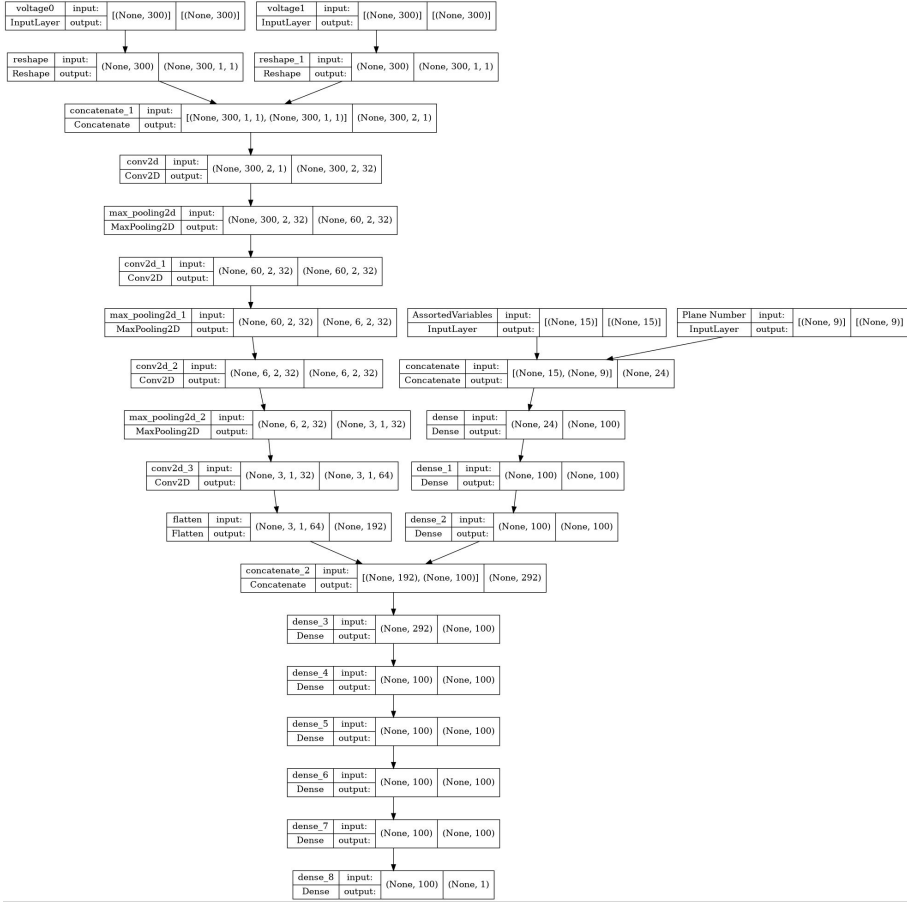 voltage0 input: [(None, 300)] [(None, 300)]
InputLayer output:
voltage1 input: [(None, 300)] [(None, 300)]
InputLayer output:
reshape input: (None, 300) (None, 300, 1, 1)
Reshape output:
reshape_1 input: (None, 300) (None, 300, 1, 1)
Reshape output:
concatenate_1 input: [(None, 300, 1, 1), (None, 300, 1, 1)] (None, 300, 2, 1)
Concatenate output:
conv2d input: (None, 300, 2, 1) (None, 300, 2, 32)
Conv2D output:
max_pooling2d input: (None, 300, 2, 32) (None, 60, 2, 32)
MaxPooling2D output:
conv2d_1 input: (None, 60, 2, 32) (None, 60, 2, 32)
Conv2D output:
max_pooling2d_1 input: (None, 60, 2, 32) (None, 6, 2, 32)
MaxPooling2D output:
AssortedVariables input: [(None, 15)] [(None, 15)]
InputLayer output:
Plane Number input: [(None, 9)] [(None, 9)]
InputLayer output:
conv2d_2 input: (None, 6, 2, 32) (None, 6, 2, 32)
Conv2D output:
concatenate input: [(None, 15), (None, 9)] (None, 24)
Concatenate output:
max_pooling2d_2 input: (None, 6, 2, 32) (None, 3, 1, 32)
MaxPooling2D output:
dense input: (None, 24) (None, 100)
Dense output:
conv2d_3 input: (None, 3, 1, 32) (None, 3, 1, 64)
Conv2D output:
dense_1 input: (None, 100) (None, 100)
Dense output:
flatten input: (None, 3, 1, 64) (None, 192)
Flatten output:
dense_2 input: (None, 100) (None, 100)
Dense output:
concatenate_2 input: [(None, 192), (None, 100)] (None, 292)
Concatenate output:
dense_3 input: (None, 292) (None, 100)
Dense output:
dense_4 input: (None, 100) (None, 100)
Dense output:
dense_5 input: (None, 100) (None, 100)
Dense output:
dense_6 input: (None, 100) (None, 100)
Dense output:
dense_7 input: (None, 100) (None, 100)
Dense output:
dense_8 input: (None, 100) (None, 1)
Dense output: